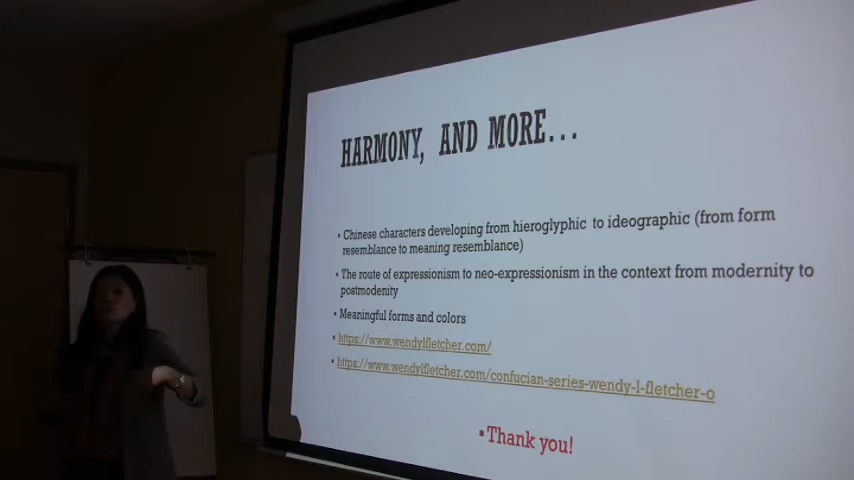 HARMONY, AND MORE...
• Chinese characters developing from hieroglyphic to ideographic (from form
resemblance to meaning resemblance)
• The route of expressionism to neo-expressionism in the context from modernity to
postmodenity
• Meaningful forms and colors
• https://www.wendylfletcher.com/
• https://www.wendylfletcher.com/confucian-series-wendy-l-fletcher-o
• Thank you!